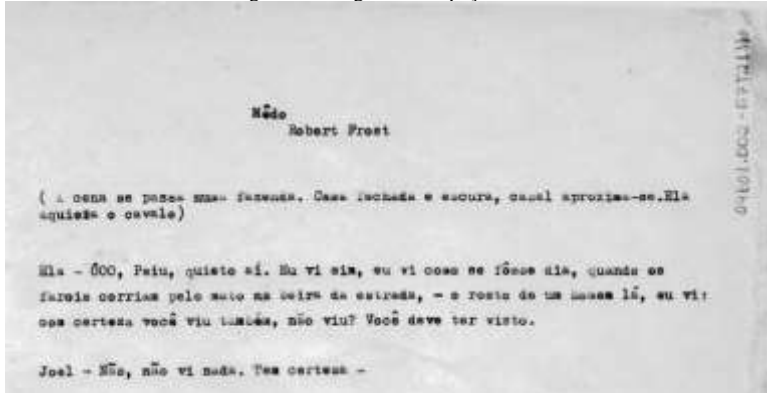 Mêdo
Robert Frost
( A cena se passa numa fazenda. Casa fechada e escura, casal aproxima-se.Ela
aquieta o cavalo)
Ela - ÔOO, Psiu, quieto aí. Eu vi sim, eu vi como se fôsse dia, quando os
farois corriam pelo mato na beira da estrada, - o rosto de um homem lá, eu vi:
com certeza você viu também, não viu? Você deve ter visto.
Joel - Não, não vi nada. Tem certeza -